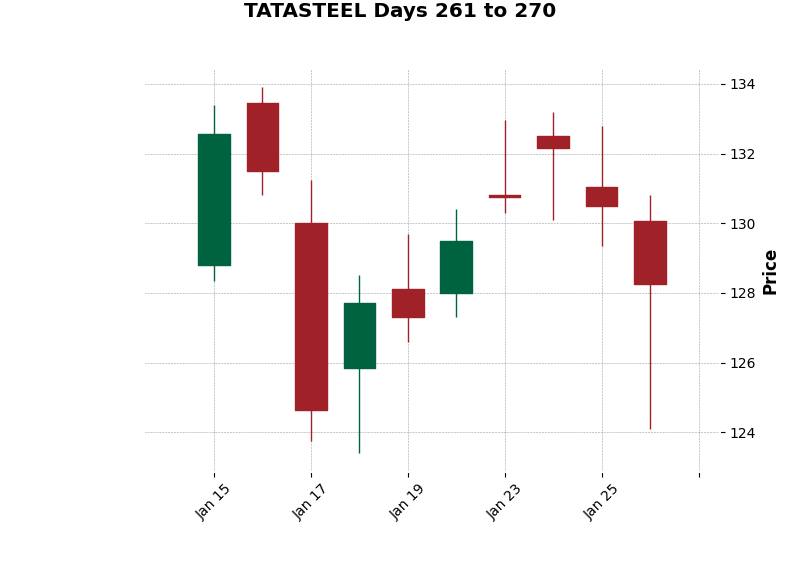 TATASTEEL Days 261 to 270
134
132
130
128
126
124
Price
Jan 15
Jan 17
Jan 19
Jan 23
Jan 25